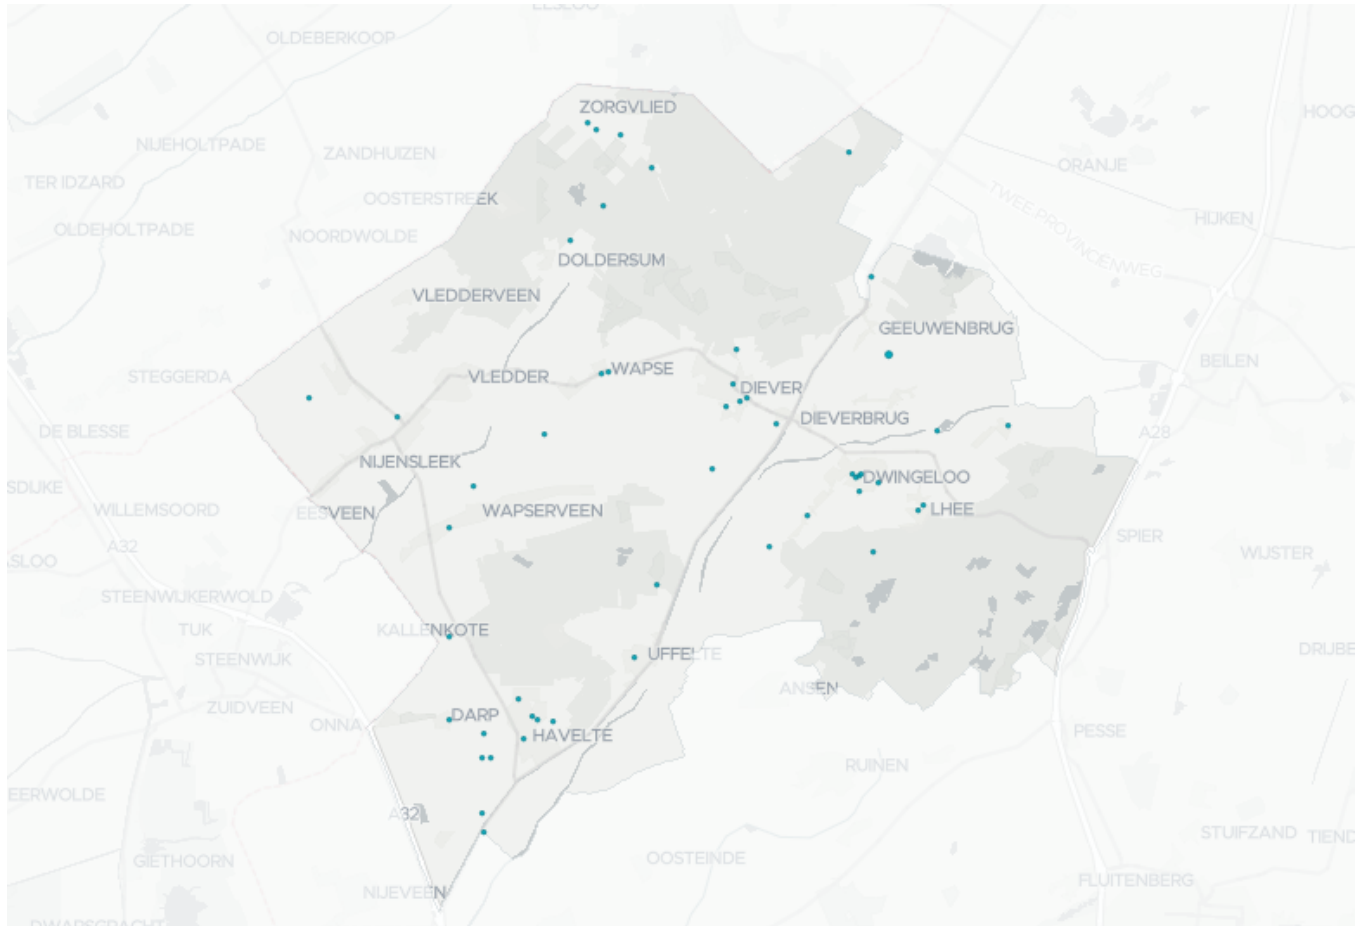 OLDEBERKOOP
ZORGVLIED
HOOG
NIJEHOLTPADE
ZANDHUIZEN
ORANJE
TER IDZARD
OOSTERSTREEK
TWEE PROVINCIENWEG
OLDEHOLTPADE
NOORDWOLDE
HIJKEN
DOLDERSUM
VLEDDERVEEN
GEEUWENBRUG
BEILEN
STEGGERDA
VLEDDER
WAPSE
DIEVER
DIEVERBRUG
DE BLESSE
A28
NIJENSLEEK
DWINGELOO
SDIJKE
WILLEMSOORD
EESVEEN
WAPSERVEEN
LHEE
SPIER
A32
ASLOO
WIJSTER
STEENWIJKERWOLD
TUK
KALLENKOTE
STEENWIJK
UFFELTE
DRIJBE
ANSEN
ZUIDVEEN
ONNA
DARP
HAVELTE
PESSE
RUINEN
EERWOLDE
A32
STUIFZAND
TIEND
GIETHOORN
OOSTEINDE
NIJEVEEN
FLUITENBERG